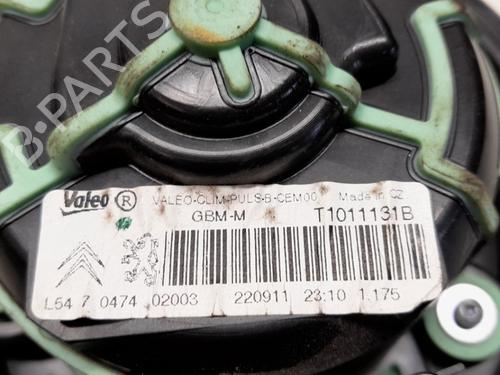 B-PARTS
Valeo ® VALEO-CLIM-PULS-B-CEM00 Made in CZ
GBM-M T1011131B
L54 7 0474 02003 220911 23:10 1.175